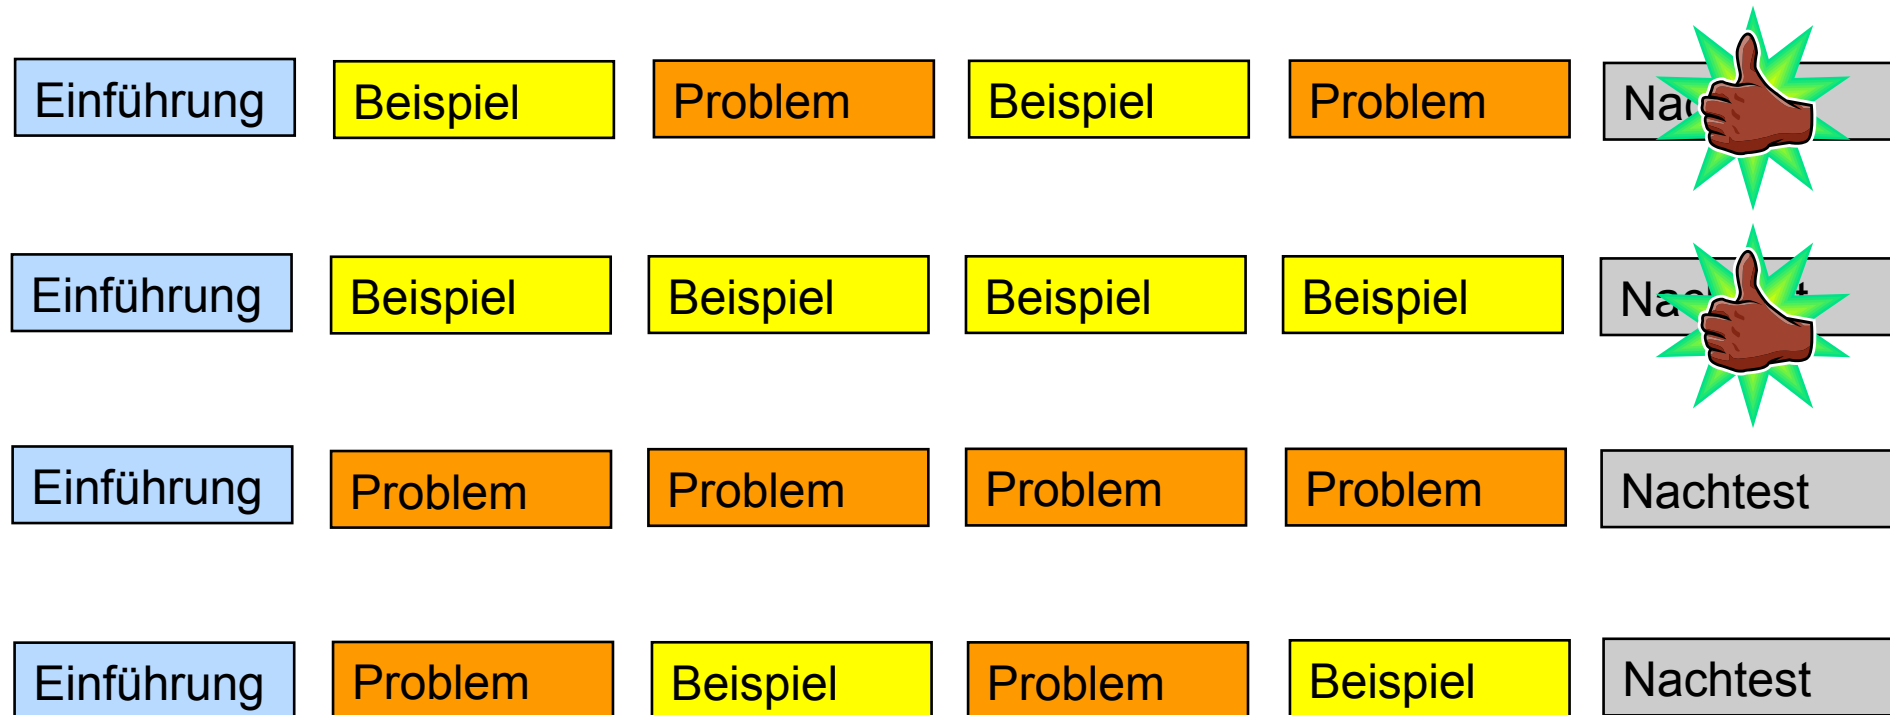 Einführung Beispiel Problem Beispiel Problem
Einführung Beispiel Beispiel Beispiel Beispiel
Einführung Problem Problem Problem Problem Nachtest
Einführung Problem Beispiel Problem Beispiel Nachtest